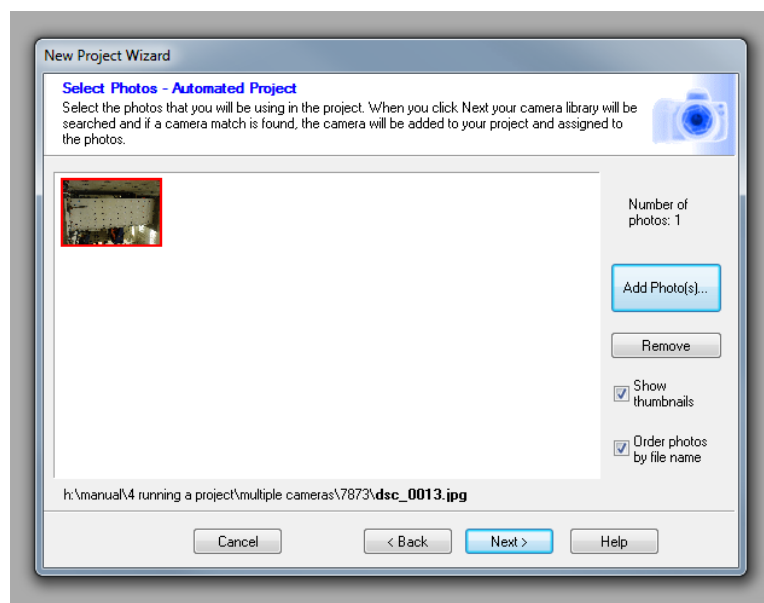 New Project Wizard
Select Photos - Automated Project
Select the photos that you will be using in the project. When you click Next your camera library will be
searched and if a camera match is found, the camera will be added to your project and assigned to
the photos.
Number of
photos: 1
Add Photo(s)...
Remove
Show
thumbnails
Order photos
by file name
h:\manual\4 running a project\multiple cameras\7873\dsc_0013.jpg
Cancel
< Back
Next >
Help